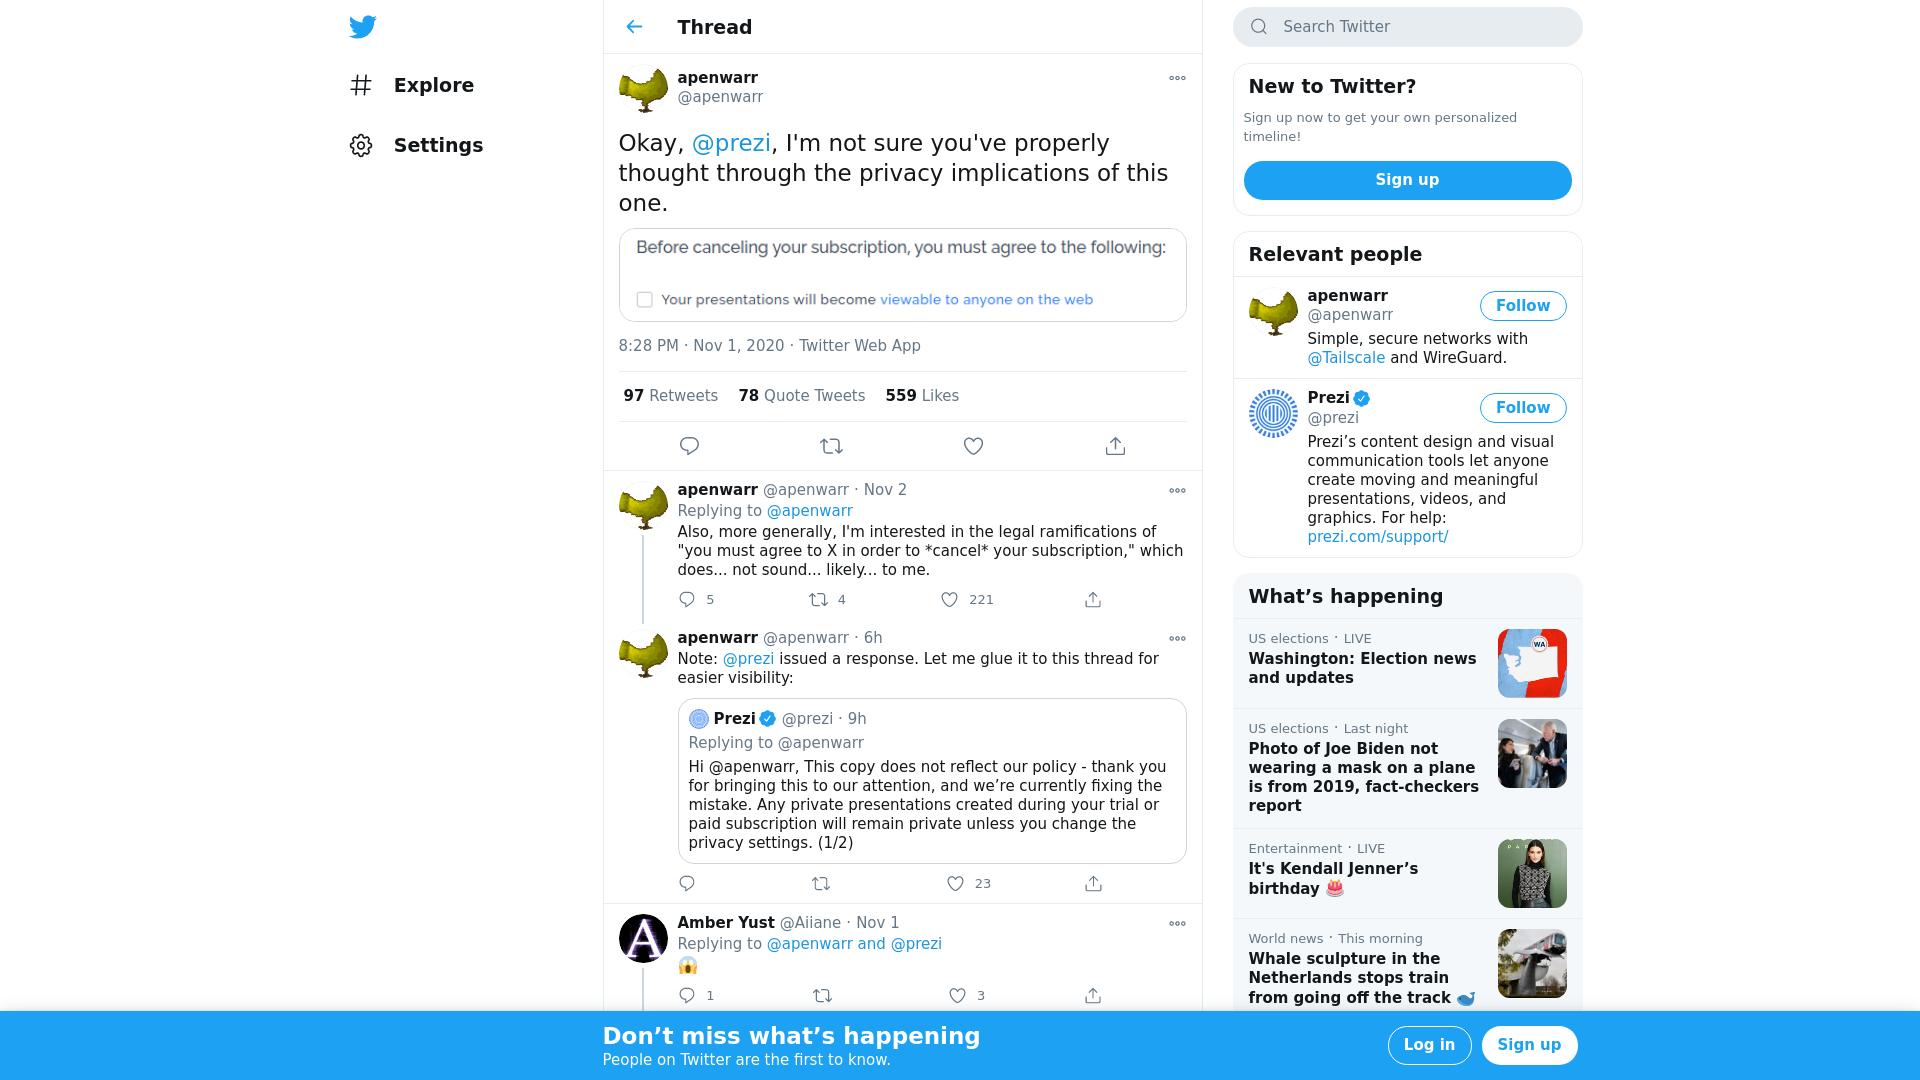 Explore
Settings
Thread
apenwarr
@apenwarr
Okay, @prezi, I'm not sure you've properly
thought through the privacy implications of this
one.
Before canceling your subscription, you must agree to the following:
Your presentations will become viewable to anyone on the web
8:28 PM · Nov 1, 2020 · Twitter Web App
97 Retweets 78 Quote Tweets 559 Likes
apenwarr @apenwarr · Nov 2
Replying to @apenwarr
Also, more generally, I'm interested in the legal ramifications of
"you must agree to X in order to *cancel* your subscription," which
does... not sound... likely... to me.
5 4 221
apenwarr @apenwarr · 6h
Note: @prezi issued a response. Let me glue it to this thread for
easier visibility:
Prezi @prezi · 9h
Replying to @apenwarr
Hi @apenwarr, This copy does not reflect our policy - thank you
for bringing this to our attention, and we’re currently fixing the
mistake. Any private presentations created during your trial or
paid subscription will remain private unless you change the
privacy settings. (1/2)
23
Amber Yust @Aiiane · Nov 1
Replying to @apenwarr and @prezi
😱
1 3
Search Twitter
New to Twitter?
Sign up now to get your own personalized
timeline!
Sign up
Relevant people
apenwarr
@apenwarr
Follow
Simple, secure networks with
@Tailscale and WireGuard.
Prezi
@prezi
Follow
Prezi’s content design and visual
communication tools let anyone
create moving and meaningful
presentations, videos, and
graphics. For help:
prezi.com/support/
What’s happening
US elections · LIVE
Washington: Election news
and updates
WA
US elections · Last night
Photo of Joe Biden not
wearing a mask on a plane
is from 2019, fact-checkers
report
Entertainment · LIVE
It's Kendall Jenner’s
birthday 🎂
World news · This morning
Whale sculpture in the
Netherlands stops train
from going off the track 🐋
Don’t miss what’s happening
People on Twitter are the first to know.
Log in
Sign up